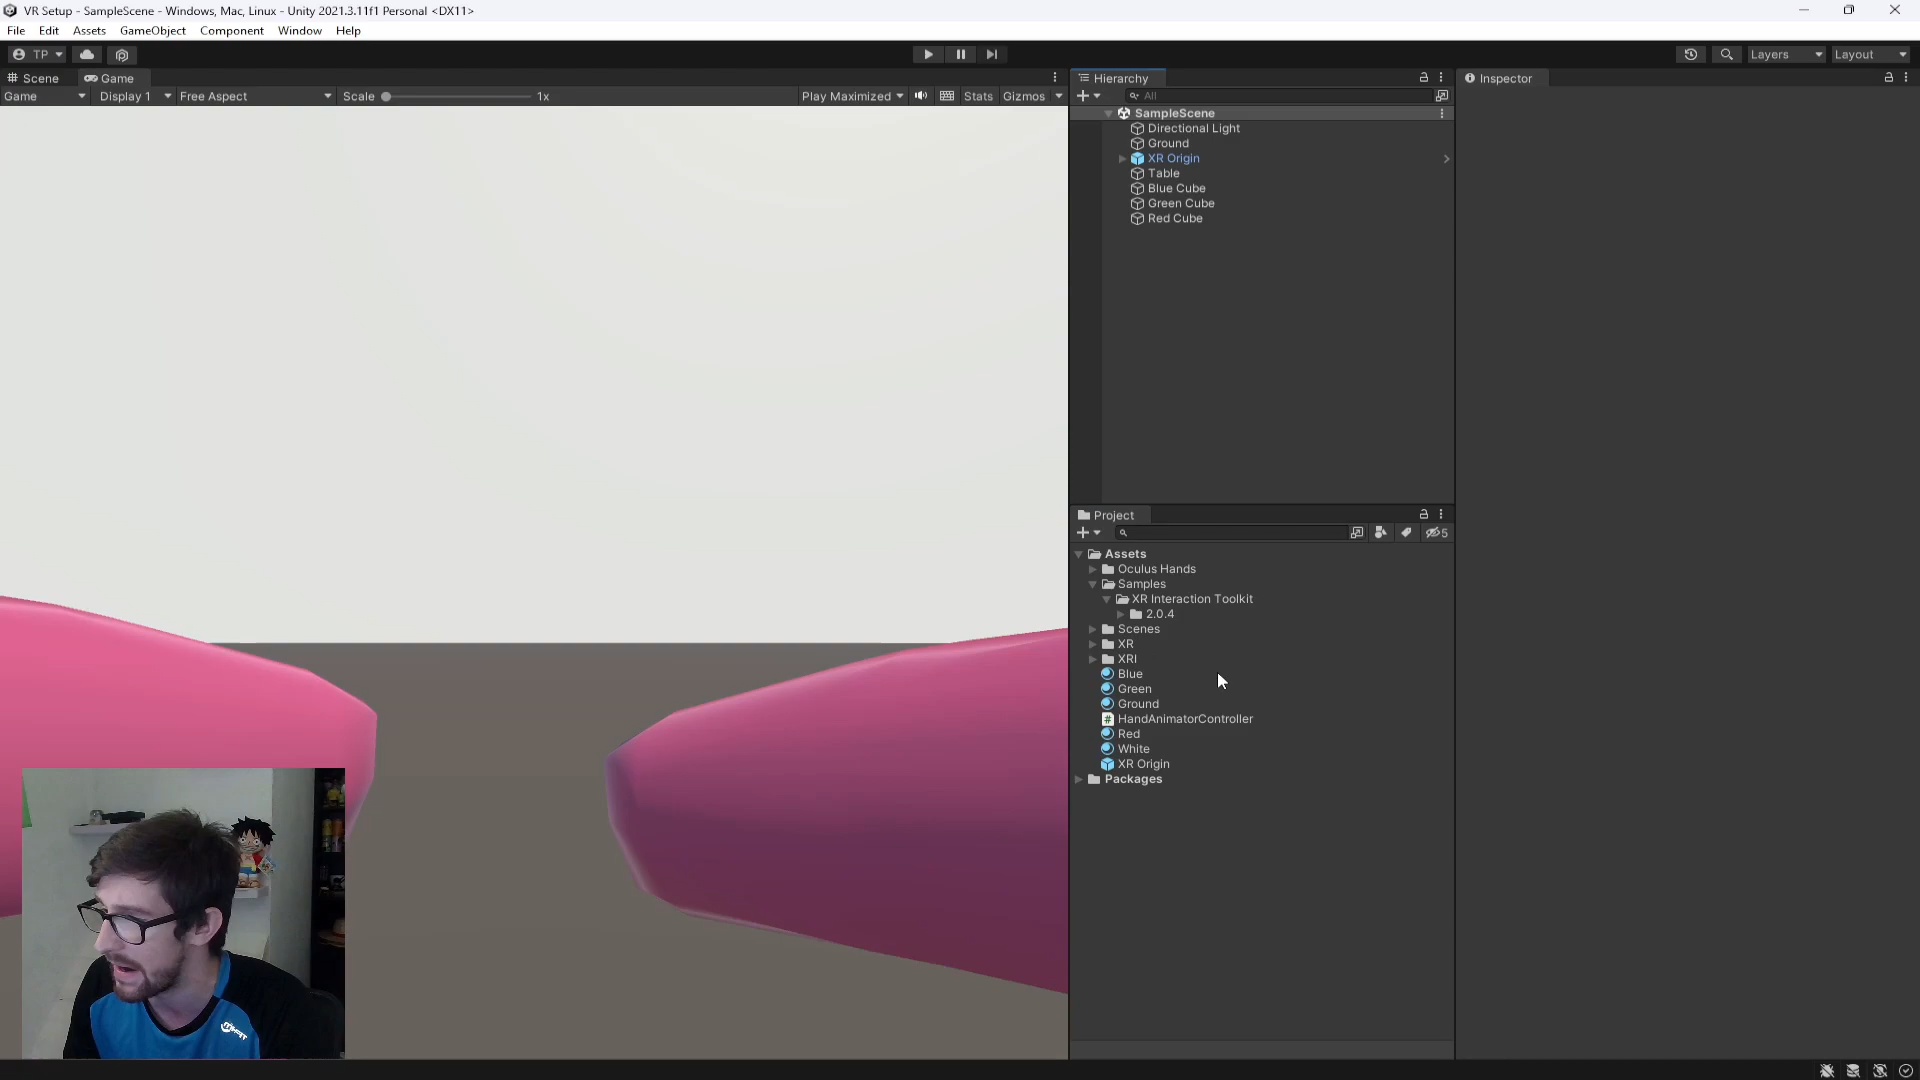 VR Setup - SampleScene - Windows, Mac, Linux - Unity 2021.3.11f1 Personal <DX11>
File Edit Assets GameObject Component Window Help
TP Layers Layout
Scene Game
Game Display 1 Free Aspect Scale 1x Play Maximized Stats Gizmos
Hierarchy
All
SampleScene
Directional Light
Ground
XR Origin
Table
Blue Cube
Green Cube
Red Cube
Inspector
Project
5
Assets
Oculus Hands
Samples
XR Interaction Toolkit
2.0.4
Scenes
XR
XRI
Blue
Green
Ground
# HandAnimatorController
Red
White
XR Origin
Packages